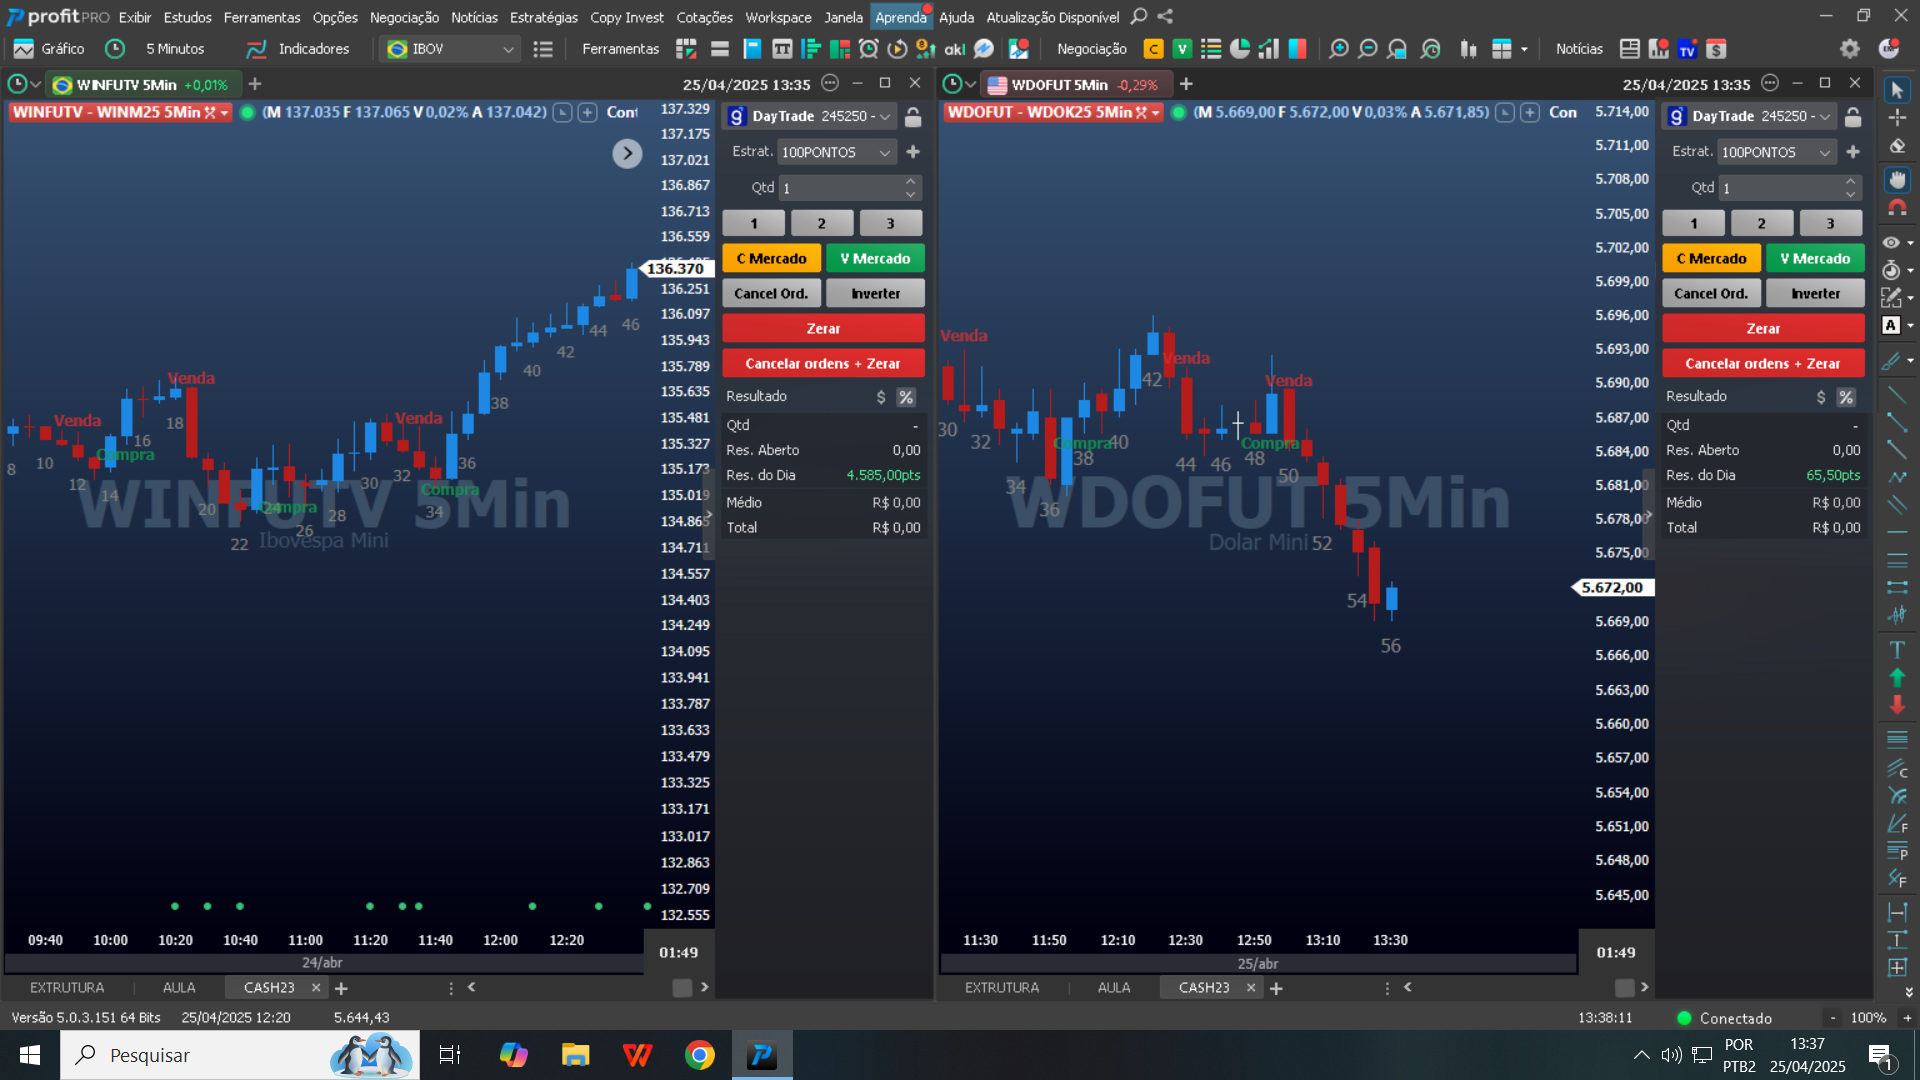 profitPRO Exibir Estudos Ferramentas Opções Negociação Notícias Estratégias Copy Invest Cotações Workspace Janela Aprenda Ajuda Atualização Disponível
Gráfico 5 Minutos Indicadores IBOV Ferramentas TT akl Negociação C V Notícias TV $
WINFUTV 5Min +0,01% 25/04/2025 13:35
WINFUTV - WINM25 5Min (M 137.035 F 137.065 V 0,02% A 137.042) Cont
137.329
137.175
137.021
136.867
136.713
136.559
136.370
136.251
136.097
135.943
135.789
135.635
135.481
135.327
135.173
135.019
134.865
134.711
134.557
134.403
134.249
134.095
133.941
133.787
133.633
133.479
133.325
133.171
133.017
132.863
132.709
132.555
Venda
Venda
Venda
Compra
Compra
Compra
8 10 12 14 16 18 20 22 24 26 28 30 32 34 36 38 40 42 44 46
WINFUTV 5Min
Ibovespa Mini
09:40 10:00 10:20 10:40 11:00 11:20 11:40 12:00 12:20
24/abr
01:49
DayTrade 245250 -
Estrat. 100PONTOS
Qtd 1
1 2 3
C Mercado V Mercado
Cancel Ord. Inverter
Zerar
Cancelar ordens + Zerar
Resultado $ %
Qtd -
Res. Aberto 0,00
Res. do Dia 4.585,00pts
Médio R$ 0,00
Total R$ 0,00
EXTRUTURA AULA CASH23
WDOFUT 5Min -0,29% 25/04/2025 13:35
WDOFUT - WDOK25 5Min (M 5.669,00 F 5.672,00 V 0,03% A 5.671,85) Con
5.714,00
5.711,00
5.708,00
5.705,00
5.702,00
5.699,00
5.696,00
5.693,00
5.690,00
5.687,00
5.684,00
5.681,00
5.678,00
5.675,00
5.672,00
5.669,00
5.666,00
5.663,00
5.660,00
5.657,00
5.654,00
5.651,00
5.648,00
5.645,00
Venda
Venda
Venda
Compra
Compra
30 32 34 36 38 40 42 44 46 48 50 52 54 56
WDOFUT 5Min
Dolar Mini
11:30 11:50 12:10 12:30 12:50 13:10 13:30
25/abr
01:49
DayTrade 245250 -
Estrat. 100PONTOS
Qtd 1
1 2 3
C Mercado V Mercado
Cancel Ord. Inverter
Zerar
Cancelar ordens + Zerar
Resultado $ %
Qtd -
Res. Aberto 0,00
Res. do Dia 65,50pts
Médio R$ 0,00
Total R$ 0,00
EXTRUTURA AULA CASH23
Versão 5.0.3.151 64 Bits 25/04/2025 12:20 5.644,43 13:38:11 Conectado - 100% +
Pesquisar
POR
PTB2
13:37
25/04/2025
1